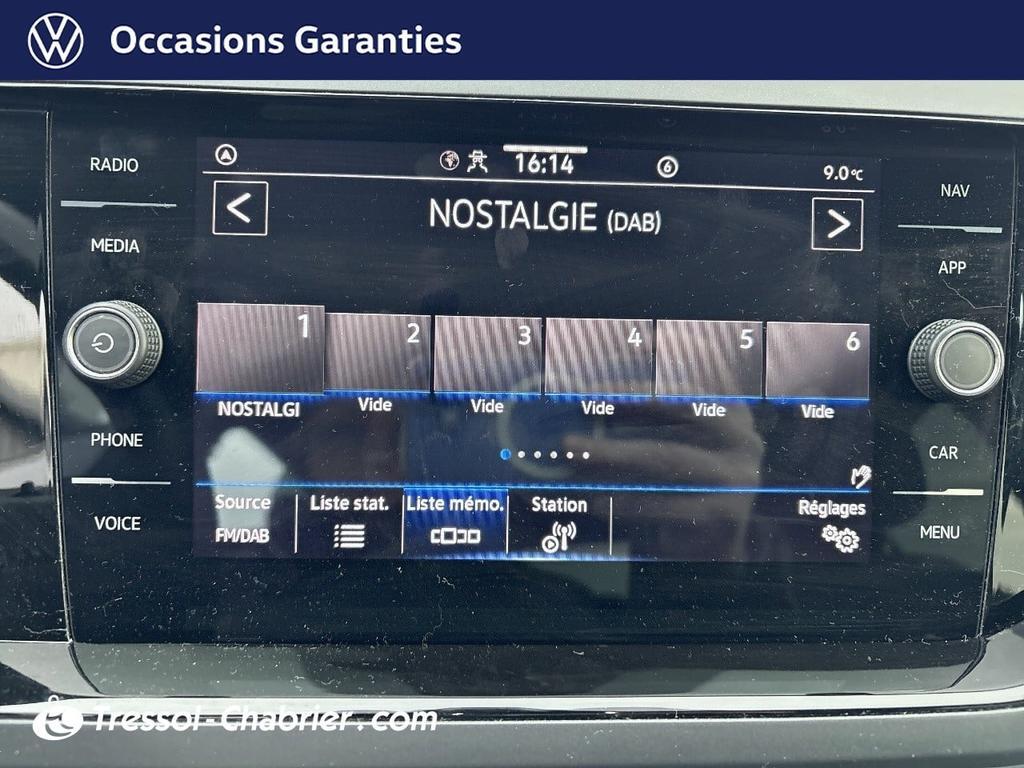 Occasions Garanties
RADIO
MEDIA
PHONE
VOICE
16:14
6
9.0°C
<
NOSTALGIE (DAB)
>
1
2
3
4
5
6
NOSTALGI
Vide
Vide
Vide
Vide
Vide
Source
FM/DAB
Liste stat.
Liste mémo.
Station
Réglages
NAV
APP
CAR
MENU
Tressol-Chabrier.com